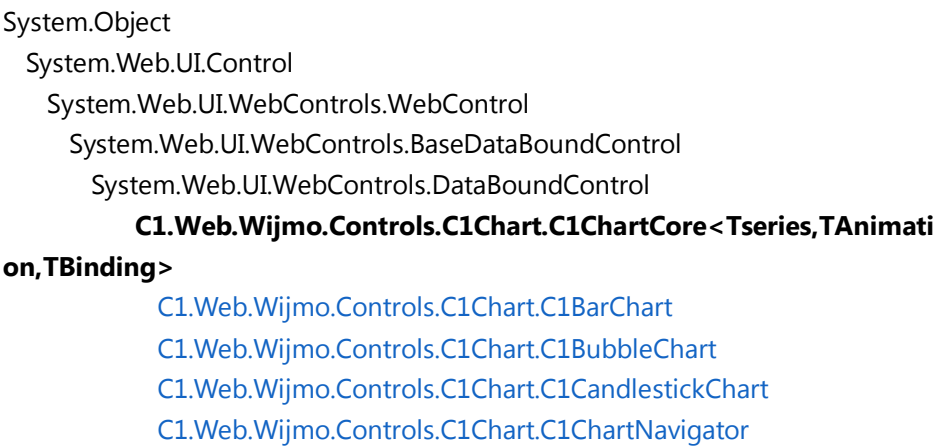 System.Object
System.Web.UI.Control
System.Web.UI.WebControls.WebControl
System.Web.UI.WebControls.BaseDataBoundControl
System.Web.UI.WebControls.DataBoundControl
C1.Web.Wijmo.Controls.C1Chart.C1ChartCore<Tseries,TAnimati
on,TBinding>
C1.Web.Wijmo.Controls.C1Chart.C1BarChart
C1.Web.Wijmo.Controls.C1Chart.C1BubbleChart
C1.Web.Wijmo.Controls.C1Chart.C1CandlestickChart
C1.Web.Wijmo.Controls.C1Chart.C1ChartNavigator